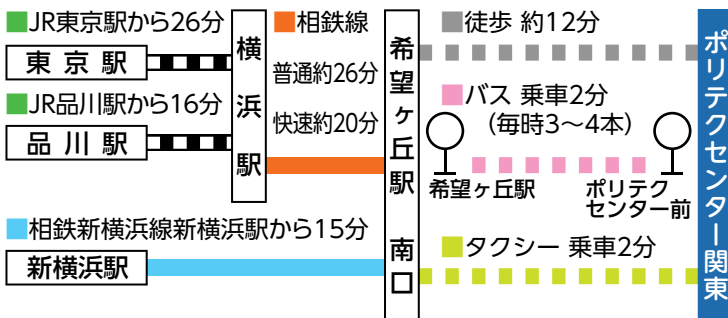 ■JR東京駅から26分
東京駅
■JR品川駅から16分
品川駅
横浜駅
■相鉄線
普通約26分
快速約20分
■相鉄新横浜線新横浜駅から15分
新横浜駅
希望ヶ丘駅 南口
■徒歩 約12分
■バス 乗車2分
（毎時3〜4本）
希望ヶ丘駅
ポリテク
センター前
■タクシー 乗車2分
ポリテクセンター関東